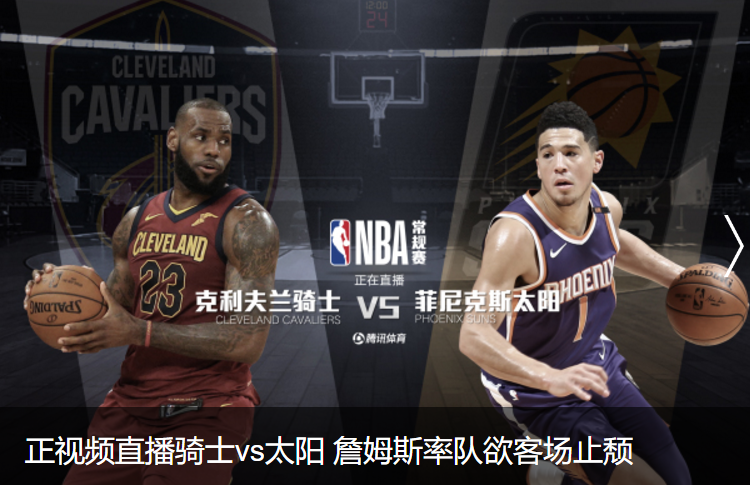 24
CLEVELAND
CAVALIERS
NBA
常规赛
正在直播
克利夫兰骑士 VS 菲尼克斯太阳
CLEVELAND CAVALIERS
PHOENIX SUNS
腾讯体育
CLEVELAND
23
SPALDING
PHOENIX
1
SPALDING
正视频直播骑士vs太阳 詹姆斯率队欲客场止颓